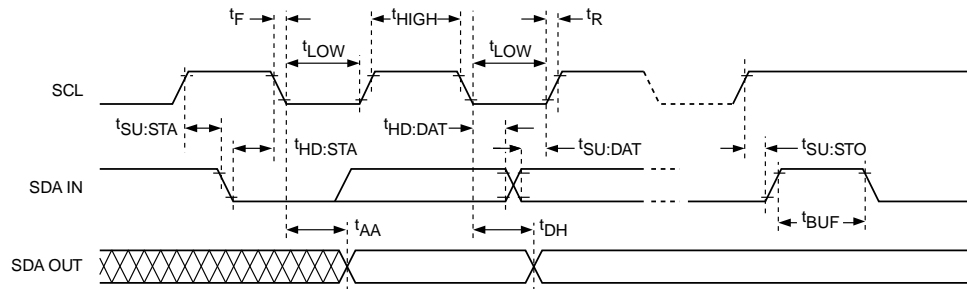 tF
tHIGH
tR
tLOW
tLOW
SCL
tSU:STA
tHD:STA
tHD:DAT
tSU:DAT
tSU:STO
SDA IN
tAA
tDH
tBUF
SDA OUT